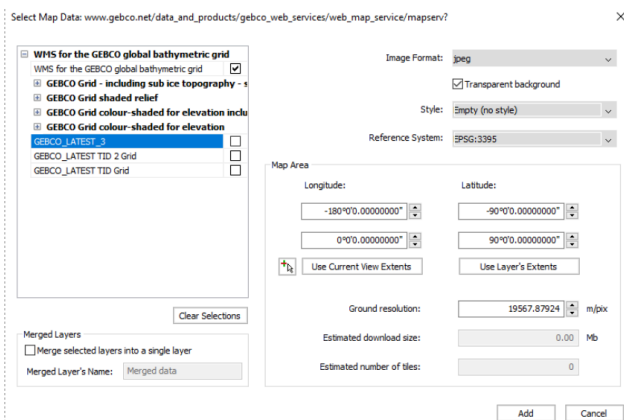 Select Map Data: www.gebco.net/data_and_products/gebco_web_services/web_map_service/mapserv?
WMS for the GEBCO global bathymetric grid
WMS for the GEBCO global bathymetric grid
GEBCO Grid - including sub ice topography - s
GEBCO Grid shaded relief
GEBCO Grid colour-shaded for elevation inclu
GEBCO Grid colour-shaded for elevation
GEBCO_LATEST_3
GEBCO_LATEST TID 2 Grid
GEBCO_LATEST TID Grid
Clear Selections
Merged Layers
Merge selected layers into a single layer
Merged Layer's Name: Merged data
Image Format: jpeg
Transparent background
Style: Empty (no style)
Reference System: EPSG:3395
Map Area
Longitude: Latitude:
-180°0'0.00000000" -90°0'0.00000000"
0°0'0.00000000" 90°0'0.00000000"
Use Current View Extents Use Layer's Extents
Ground resolution: 19567.87924 m/pix
Estimated download size: 0.00 Mb
Estimated number of tiles: 0
Add Cancel